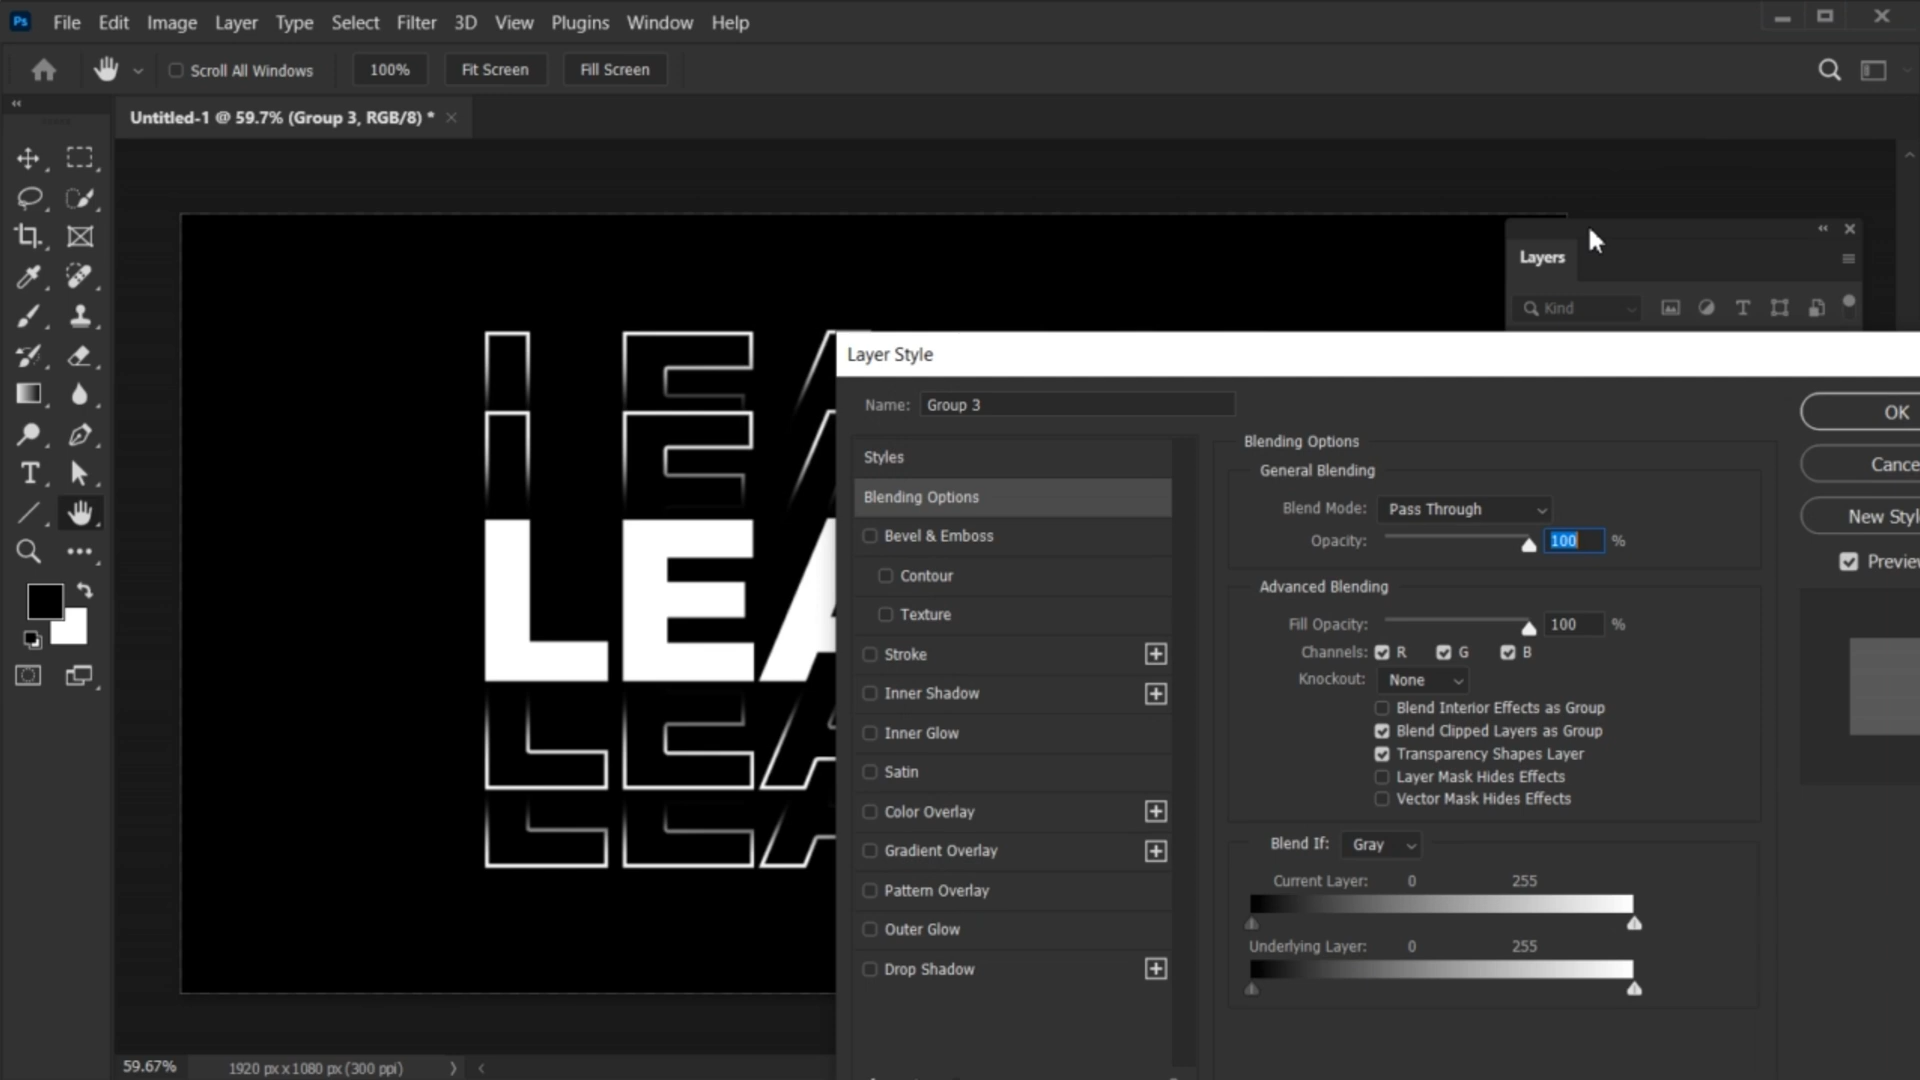 Ps File Edit Image Layer Type Select Filter 3D View Plugins Window Help
Scroll All Windows 100% Fit Screen Fill Screen
Untitled-1 @ 59.7% (Group 3, RGB/8) *
Layers
Kind
LEA
LEA
LEA
LEA
LEA
Layer Style
Name: Group 3
OK
Cance
New Styl
Preview
Styles
Blending Options
Bevel & Emboss
Contour
Texture
Stroke
Inner Shadow
Inner Glow
Satin
Color Overlay
Gradient Overlay
Pattern Overlay
Outer Glow
Drop Shadow
Blending Options
General Blending
Blend Mode: Pass Through
Opacity: 100 %
Advanced Blending
Fill Opacity: 100 %
Channels: R G B
Knockout: None
Blend Interior Effects as Group
Blend Clipped Layers as Group
Transparency Shapes Layer
Layer Mask Hides Effects
Vector Mask Hides Effects
Blend If: Gray
Current Layer: 0 255
Underlying Layer: 0 255
59.67% 1920 px x 1080 px (300 ppi)